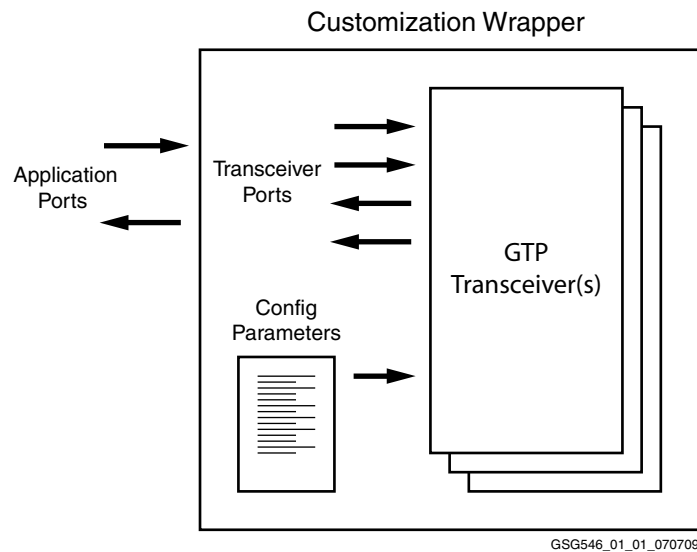 Customization Wrapper
Application
Ports
Transceiver
Ports
GTP
Transceiver(s)
Config
Parameters
GSG546_01_01_070709